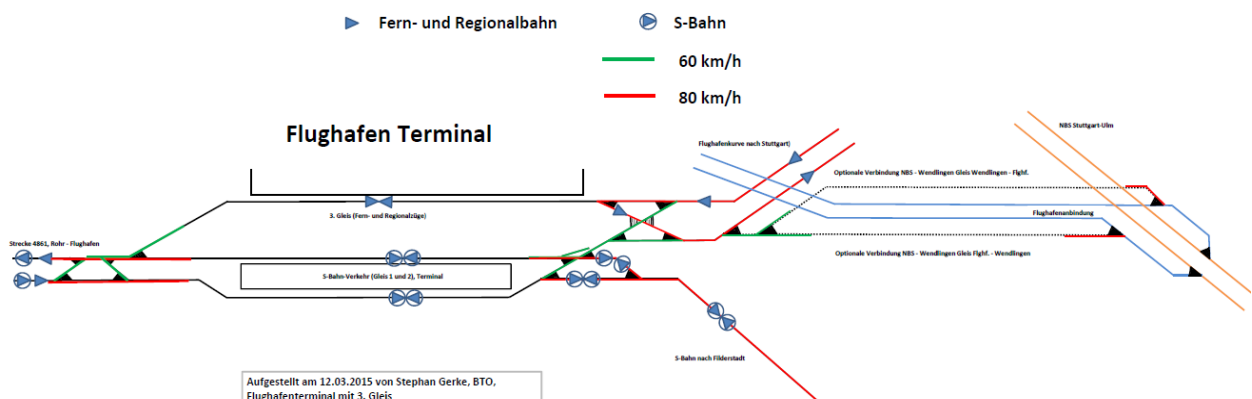 Fern- und Regionalbahn
S-Bahn
60 km/h
80 km/h
Flughafen Terminal
NBS Stuttgart-Ulm
Flughafenkurve nach Stuttgart)
Optionale Verbindung NBS - Wendlingen Gleis Wendlingen - Flghf.
3. Gleis (Fern- und Regionalzüge)
Flughafenanbindung
Strecke 4861, Rohr - Flughafen
Optionale Verbindung NBS - Wendlingen Gleis Flghf. - Wendlingen
S-Bahn-Verkehr (Gleis 1 und 2), Terminal
S-Bahn nach Filderstadt
Aufgestellt am 12.03.2015 von Stephan Gerke, BTO,
Flughafenterminal mit 3. Gleis